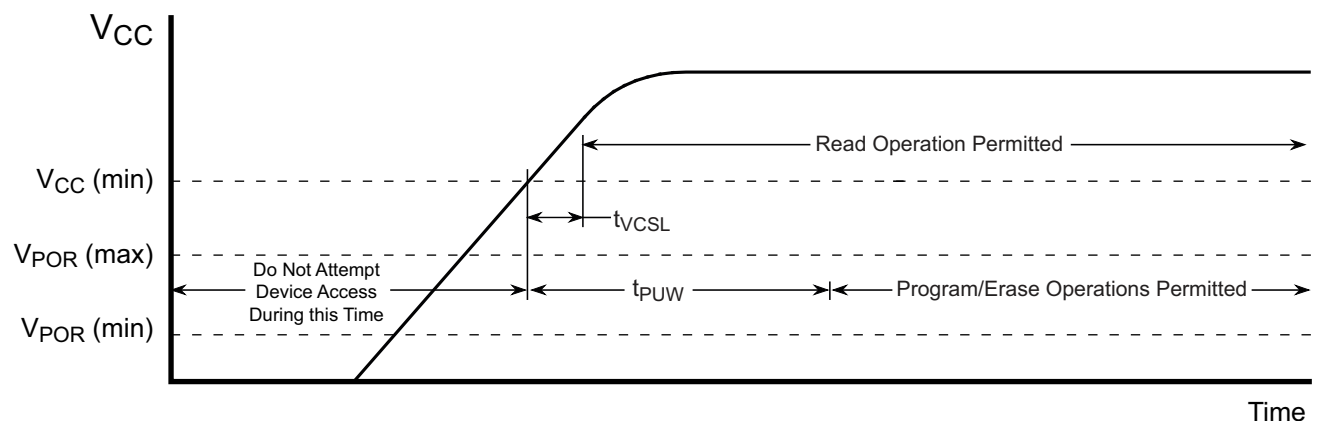 VCC
Read Operation Permitted
VCC (min)
tVCSL
VPOR (max)
Do Not Attempt
Device Access
During this Time
tPUW
Program/Erase Operations Permitted
VPOR (min)
Time